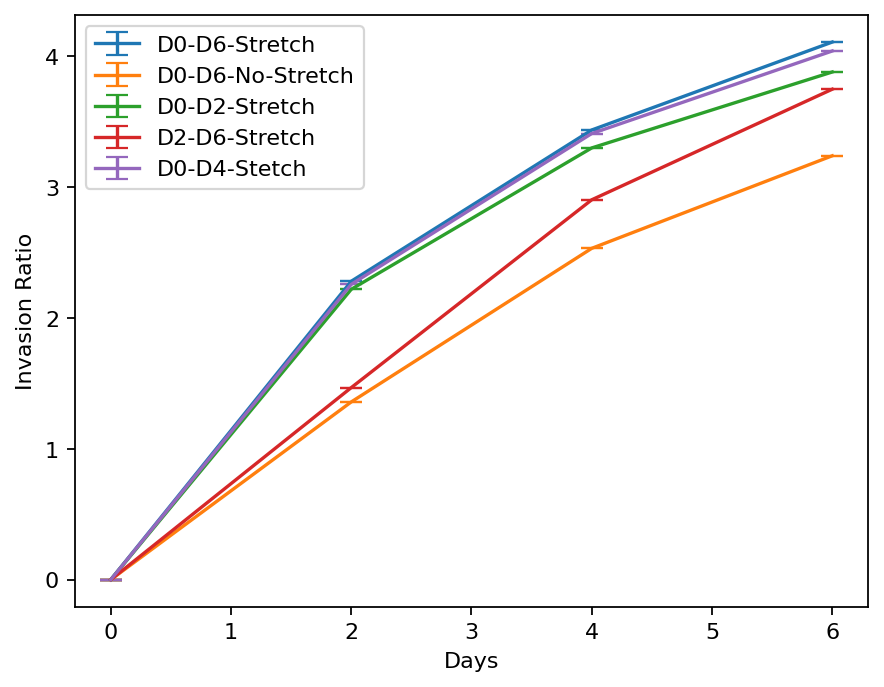 D0-D6-Stretch
D0-D6-No-Stretch
D0-D2-Stretch
D2-D6-Stretch
D0-D4-Stetch
4
3
2
1
0
Invasion Ratio
0 1 2 3 4 5 6
Days